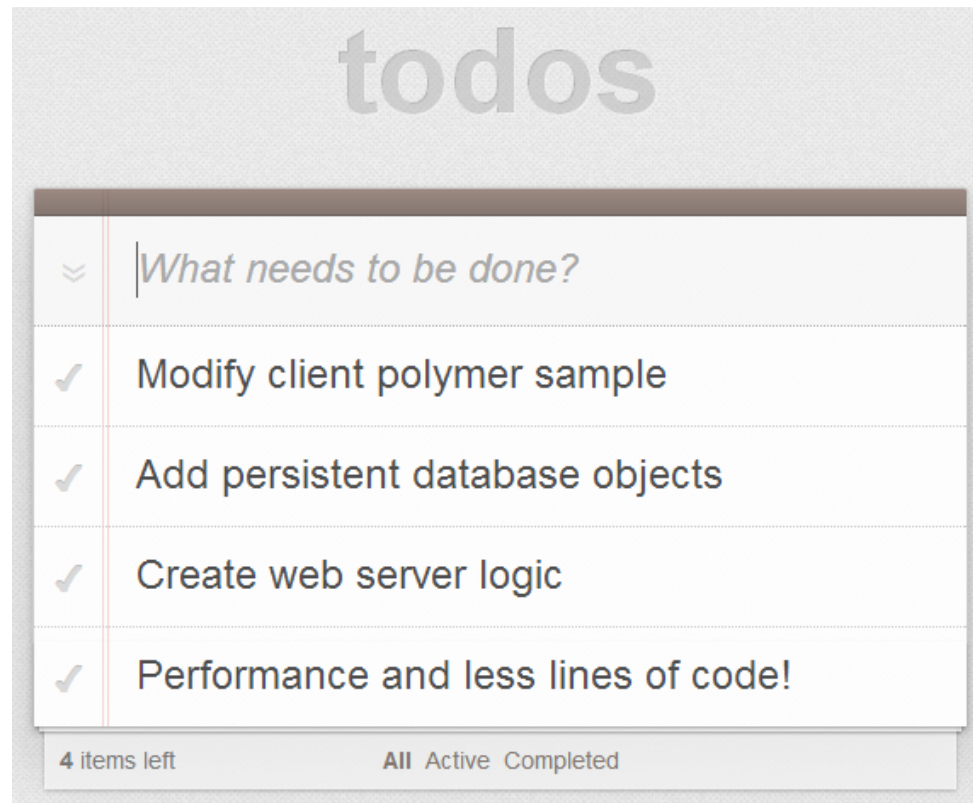 todos
What needs to be done?
Modify client polymer sample
Add persistent database objects
Create web server logic
Performance and less lines of code!
4 items left All Active Completed